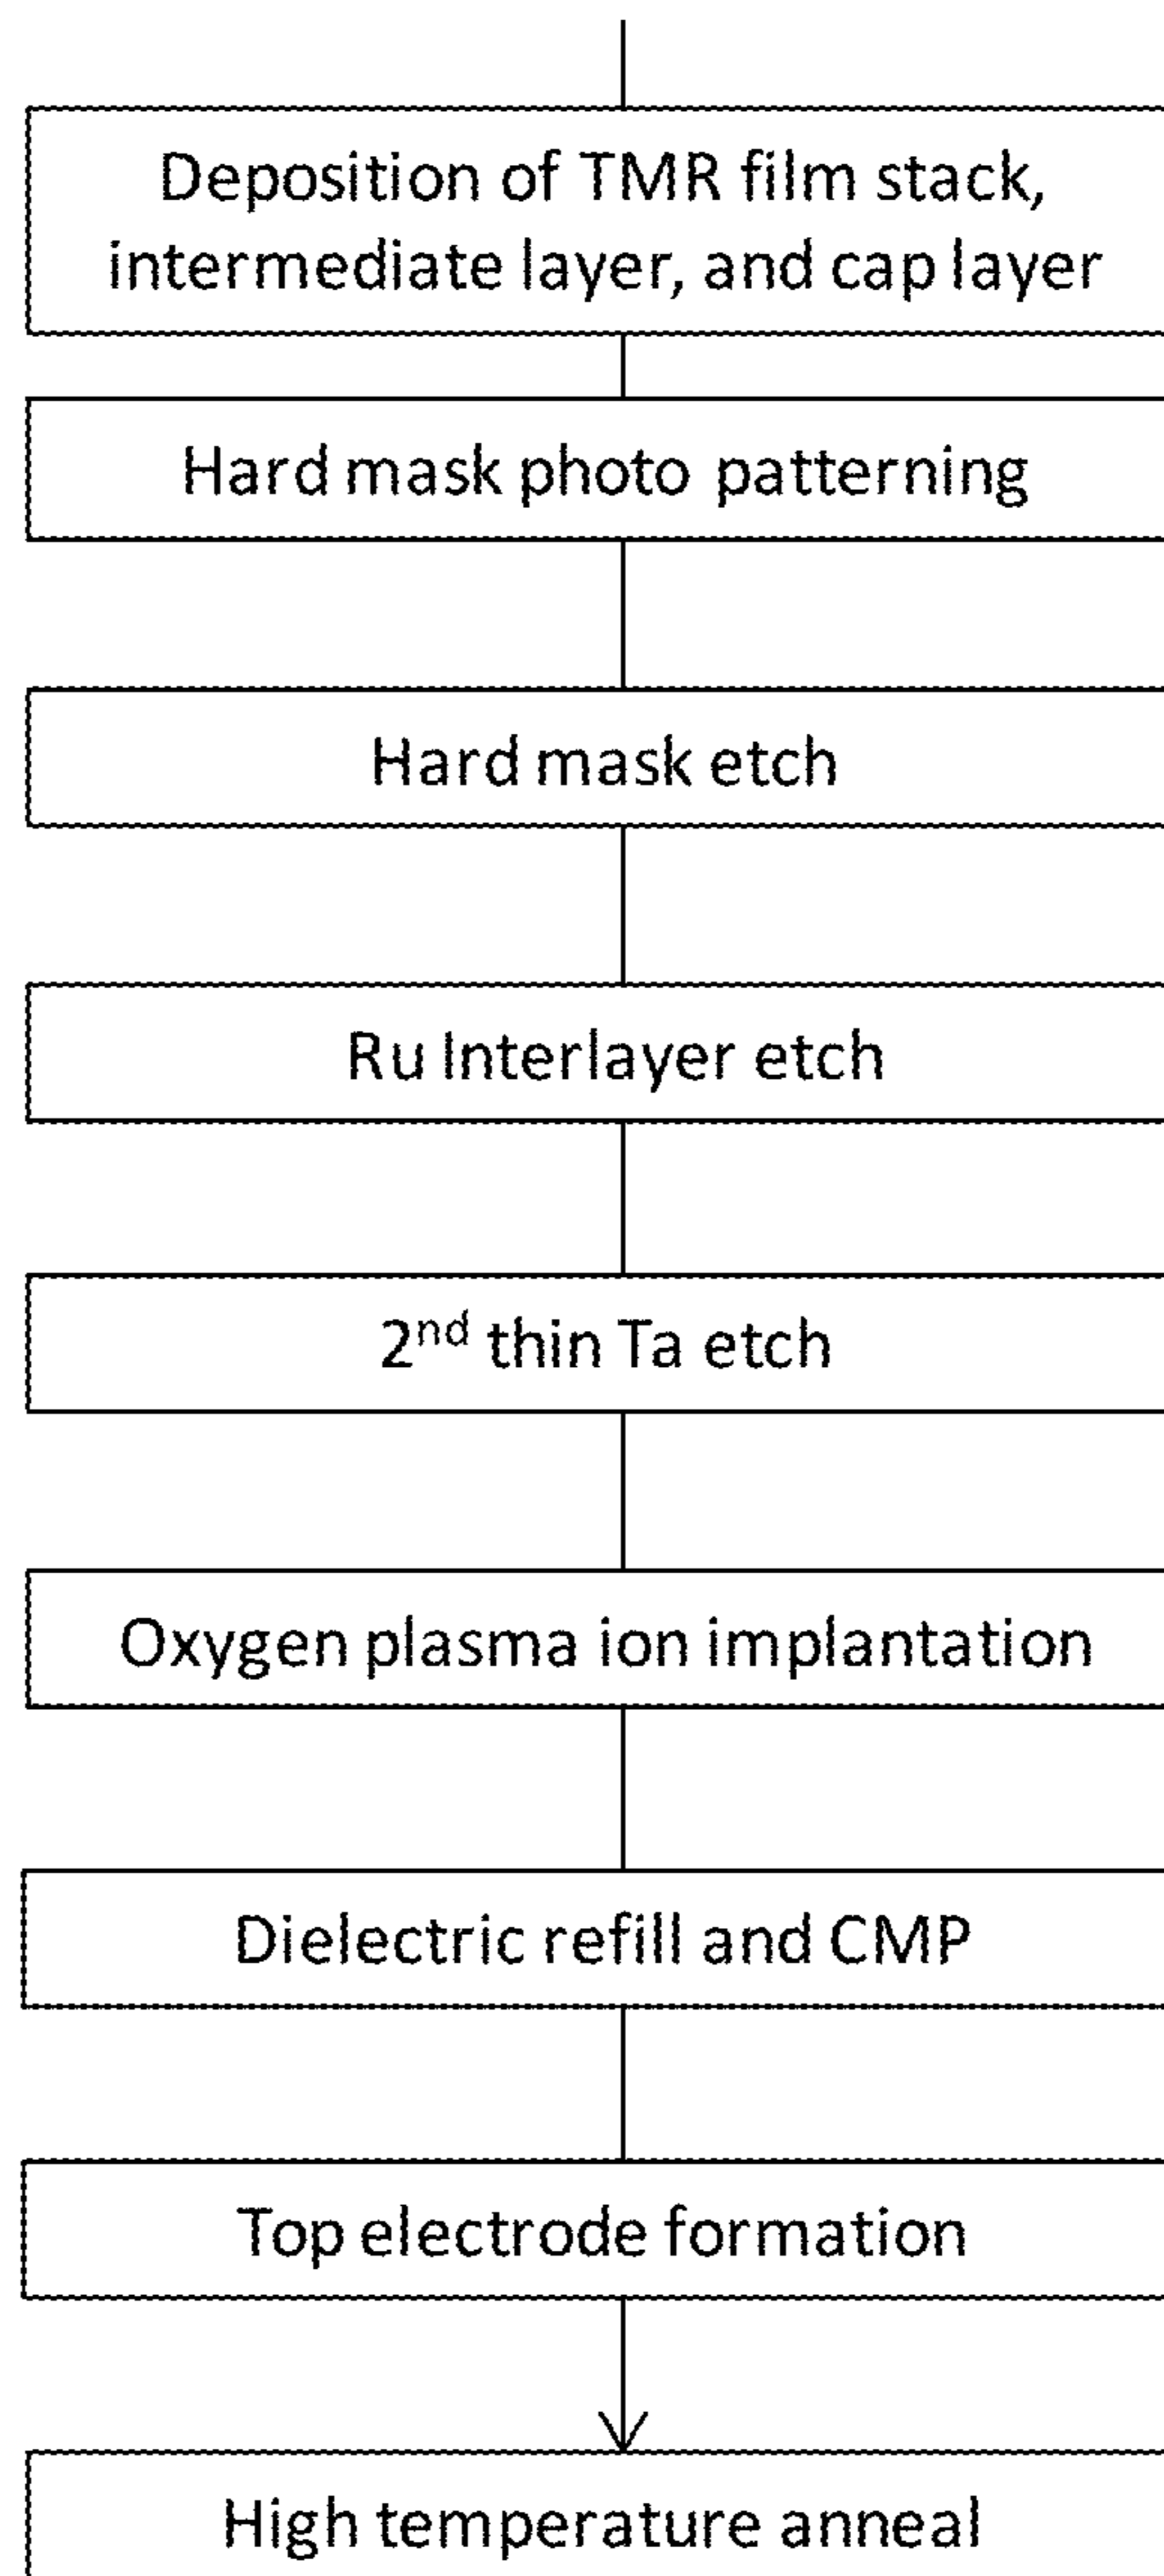 Deposition of TMR film stack,
intermediate layer, and cap layer
Hard mask photo patterning
Hard mask etch
Ru Interlayer etch
2nd thin Ta etch
Oxygen plasma ion implantation
Dielectric refill and CMP
Top electrode formation
High temperature anneal